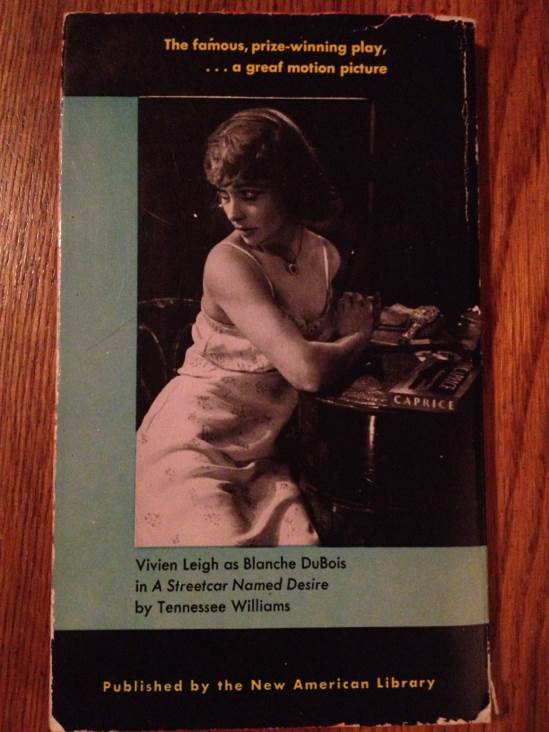 The famous, prize-winning play,
. . . a great motion picture
CAPRICE
Vivien Leigh as Blanche DuBois
in A Streetcar Named Desire
by Tennessee Williams
Published by the New American Library